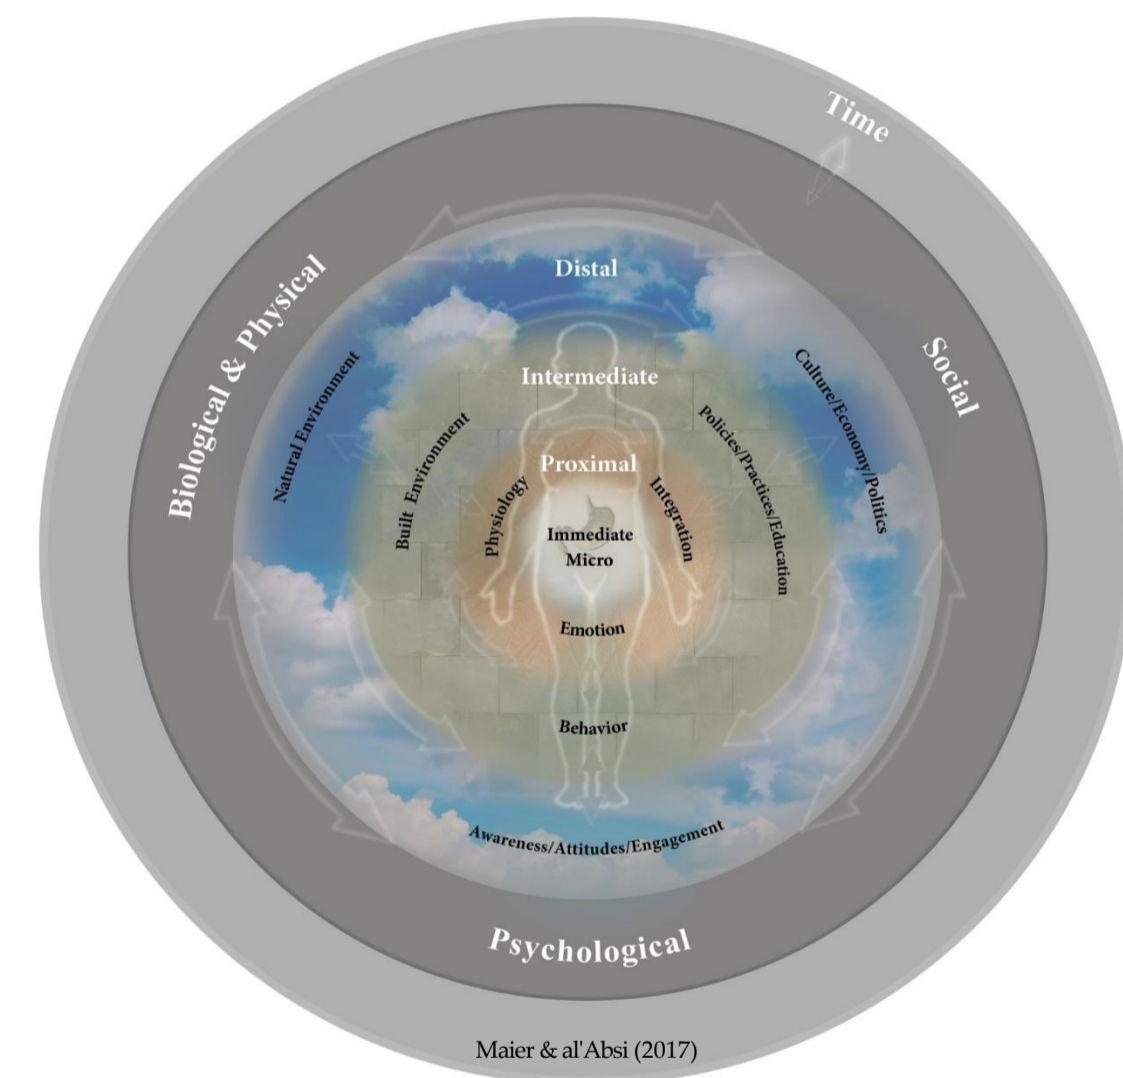 Time
Biological & Physical
Social
Distal
Natural Environment
Culture/Economy/Politics
Intermediate
Built Environment
Policies/Practices/Education
Proximal
Physiology
Integration
Immediate
Micro
Emotion
Behavior
Awareness/Attitudes/Engagement
Psychological
Maier & al'Absi (2017)